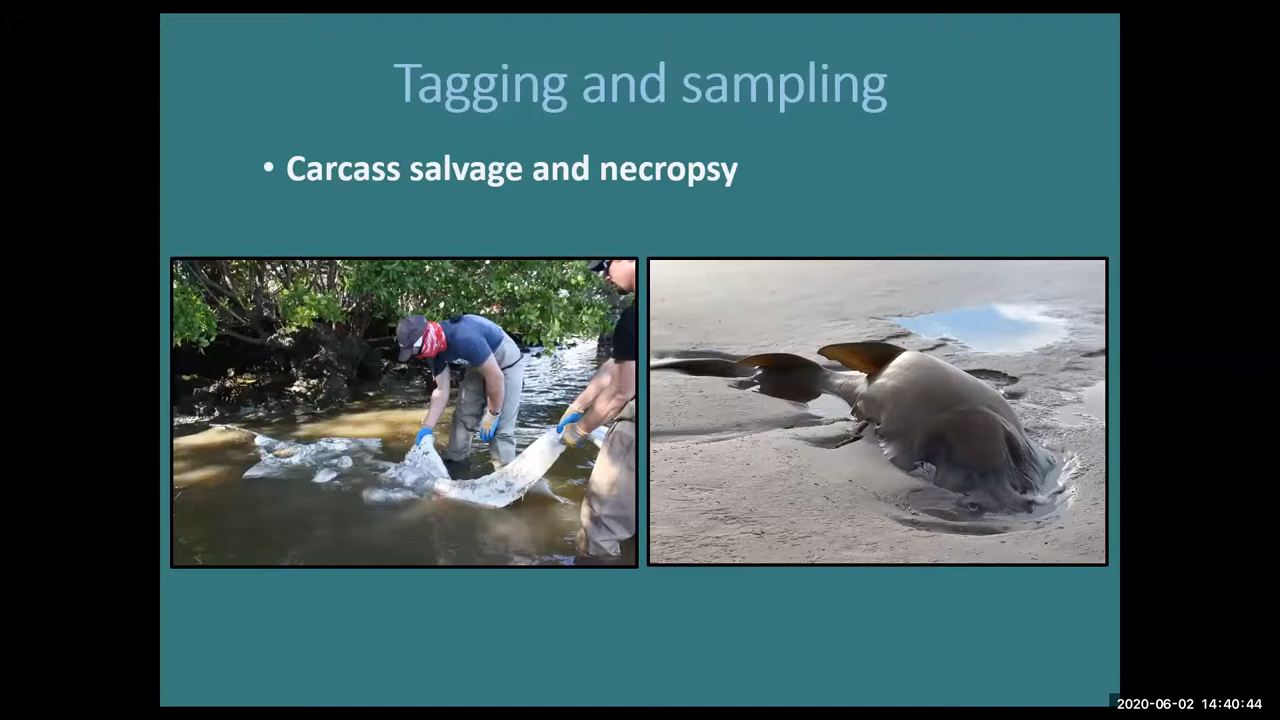 Tagging and sampling
• Carcass salvage and necropsy
2020-06-02 14:40:44